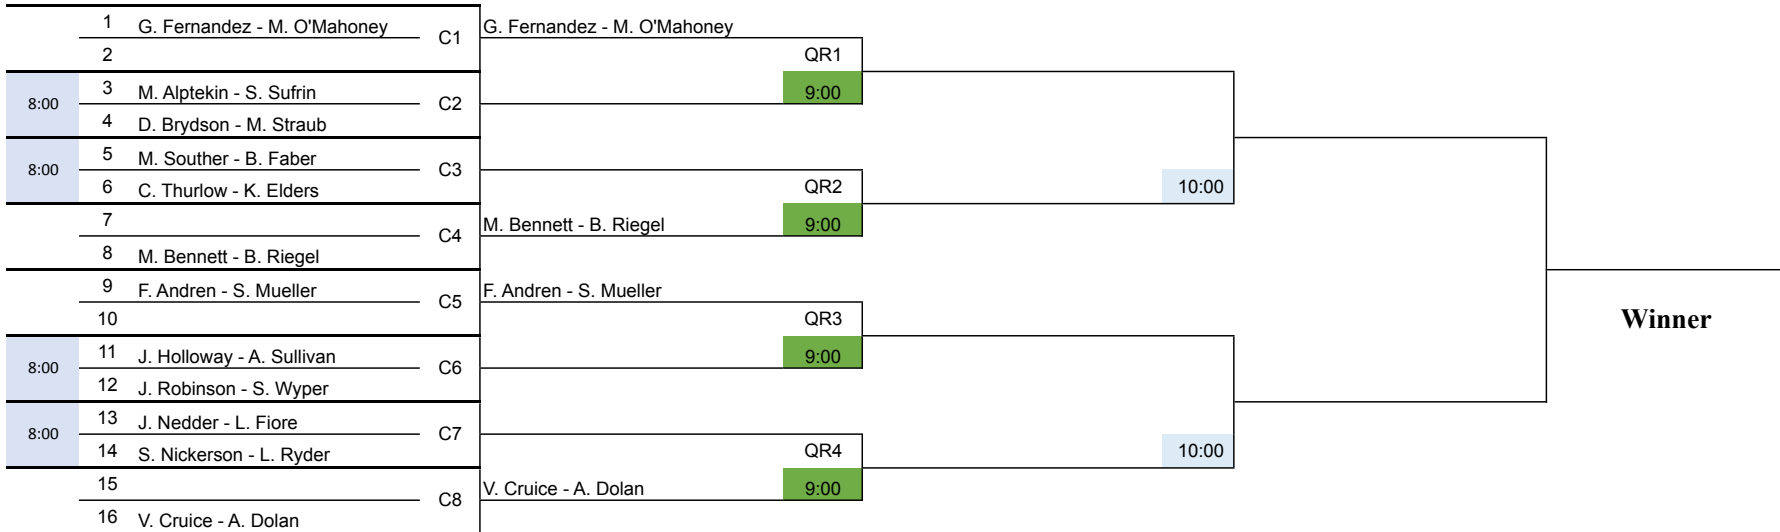 1 G. Fernandez - M. O'Mahoney C1 G. Fernandez - M. O'Mahoney
2 QR1
8:00 3 M. Alptekin - S. Sufrin C2 9:00
4 D. Brydson - M. Straub
8:00 5 M. Souther - B. Faber C3
6 C. Thurlow - K. Elders QR2 10:00
7 C4 M. Bennett - B. Riegel 9:00
8 M. Bennett - B. Riegel
9 F. Andren - S. Mueller C5 F. Andren - S. Mueller
10 QR3 Winner
8:00 11 J. Holloway - A. Sullivan C6 9:00
12 J. Robinson - S. Wyper
8:00 13 J. Nedder - L. Fiore C7
14 S. Nickerson - L. Ryder QR4 10:00
15 C8 V. Cruice - A. Dolan 9:00
16 V. Cruice - A. Dolan